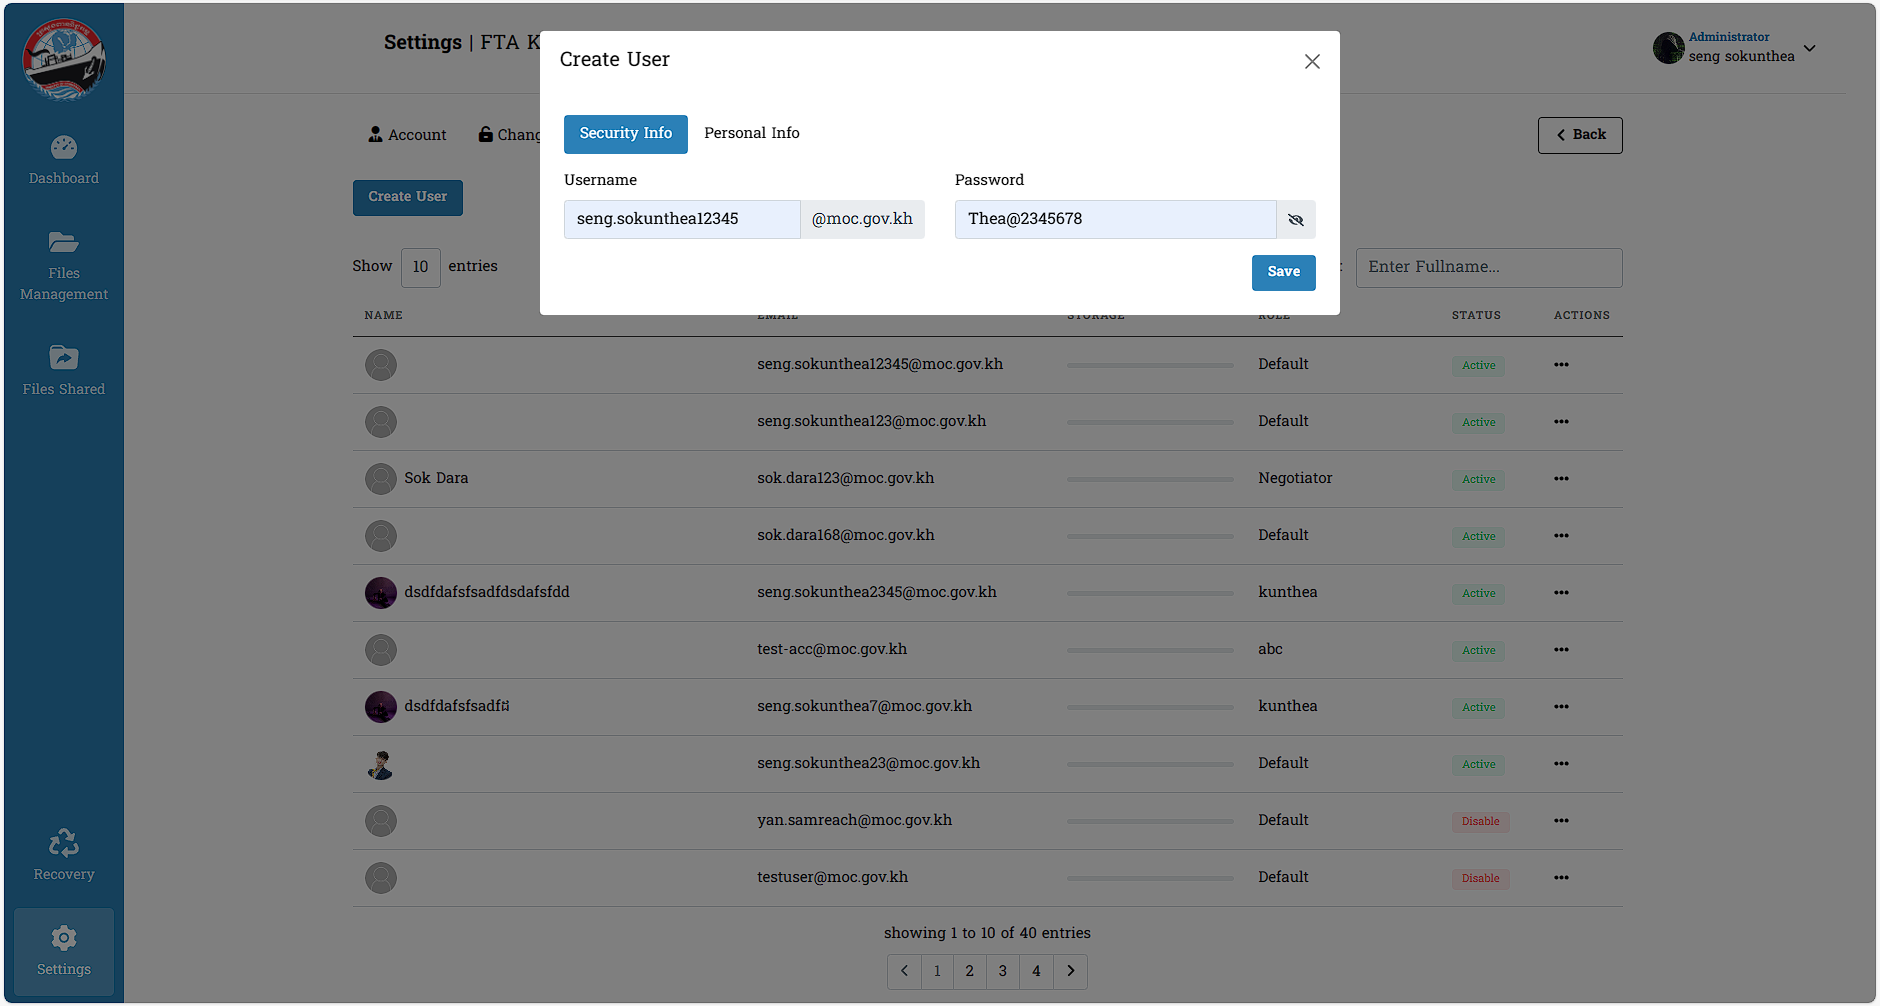 Settings | FTA K
Create User
Administrator
seng sokunthea
Security Info Personal Info
Account Chang
Back
Dashboard
Username Password
Create User
seng.sokunthea12345 @moc.gov.kh Thea@2345678
Files
Management
Show 10 entries
Save
: Enter Fullname...
NAME EMAIL STORAGE ROLE STATUS ACTIONS
seng.sokunthea12345@moc.gov.kh Default Active
Files Shared
seng.sokunthea123@moc.gov.kh Default Active
Sok Dara sok.dara123@moc.gov.kh Negotiator Active
sok.dara168@moc.gov.kh Default Active
dsdfdafsfsadfdsdafsfdd seng.sokunthea2345@moc.gov.kh kunthea Active
test-acc@moc.gov.kh abc Active
seng.sokunthea7@moc.gov.kh kunthea Active
seng.sokunthea23@moc.gov.kh Default Active
yan.samreach@moc.gov.kh Default Disable
testuser@moc.gov.kh Default Disable
Recovery
showing 1 to 10 of 40 entries
Settings
1 2 3 4